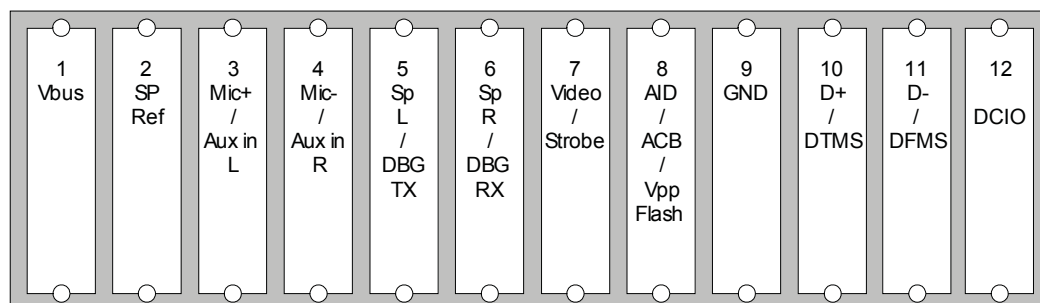 1
Vbus
2
SP
Ref
3
Mic+
/
Aux in
L
4
Mic-
/
Aux in
R
5
Sp
L
/
DBG
TX
6
Sp
R
/
DBG
RX
7
Video
/
Strobe
8
AID
/
ACB
/
Vpp
Flash
9
GND
10
D+
/
DTMS
11
D-
/
DFMS
12
DCIO